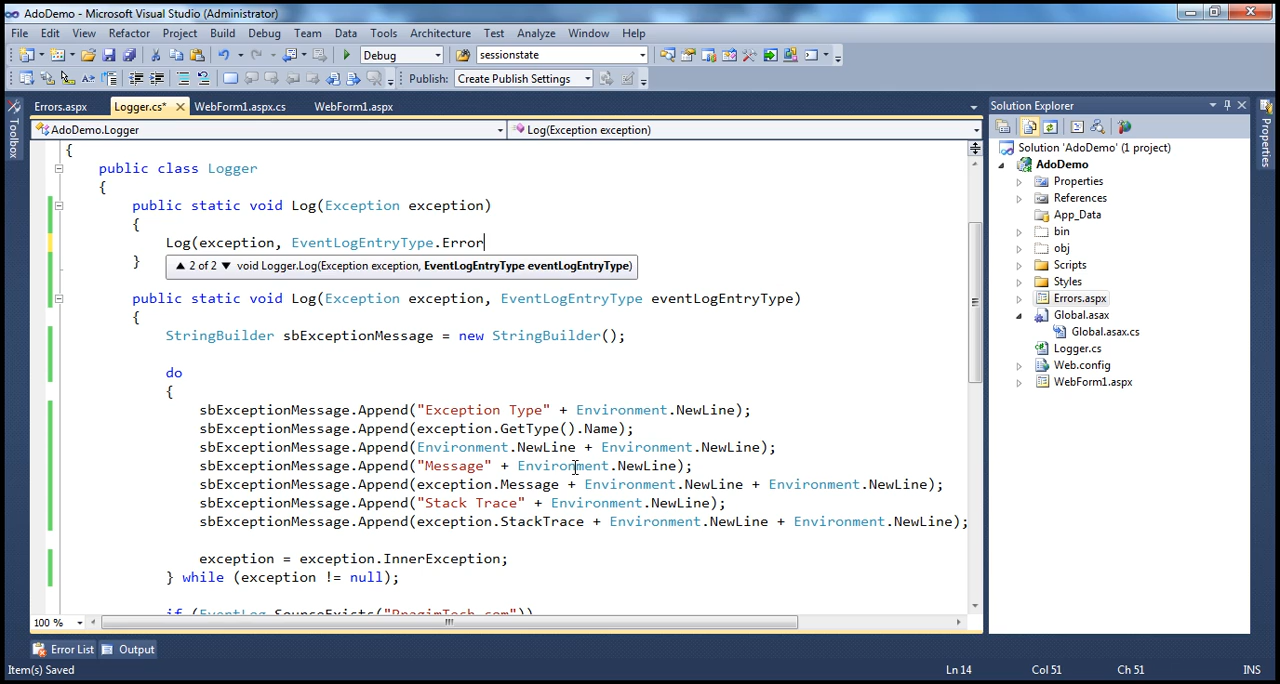 AdoDemo - Microsoft Visual Studio (Administrator)
File Edit View Refactor Project Build Debug Team Data Tools Architecture Test Analyze Window Help
Debug sessionstate
Publish: Create Publish Settings
Errors.aspx Logger.cs* WebForm1.aspx.cs WebForm1.aspx
Solution Explorer
AdoDemo.Logger Log(Exception exception)
Toolbox
Properties
{
public class Logger
{
public static void Log(Exception exception)
{
Log(exception, EventLogEntryType.Error
}
2 of 2 void Logger.Log(Exception exception, EventLogEntryType eventLogEntryType)
public static void Log(Exception exception, EventLogEntryType eventLogEntryType)
{
StringBuilder sbExceptionMessage = new StringBuilder();
do
{
sbExceptionMessage.Append("Exception Type" + Environment.NewLine);
sbExceptionMessage.Append(exception.GetType().Name);
sbExceptionMessage.Append(Environment.NewLine + Environment.NewLine);
sbExceptionMessage.Append("Message" + Environment.NewLine);
sbExceptionMessage.Append(exception.Message + Environment.NewLine + Environment.NewLine);
sbExceptionMessage.Append("Stack Trace" + Environment.NewLine);
sbExceptionMessage.Append(exception.StackTrace + Environment.NewLine + Environment.NewLine);
exception = exception.InnerException;
} while (exception != null);
if (EventLog.SourceExists("PragimTech.com"))
Solution 'AdoDemo' (1 project)
AdoDemo
Properties
References
App_Data
bin
obj
Scripts
Styles
Errors.aspx
Global.asax
Global.asax.cs
Logger.cs
Web.config
WebForm1.aspx
100 %
Error List Output
Item(s) Saved Ln 14 Col 51 Ch 51 INS